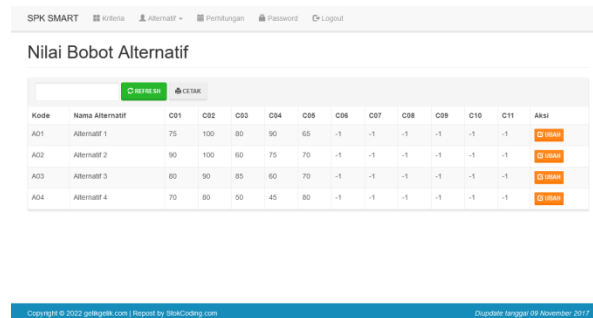 SPK SMART Kriteria Alternatif Perhitungan Password Logout
Nilai Bobot Alternatif
REFRESH CETAK
Kode Nama Alternatif C01 C02 C03 C04 C05 C06 C07 C08 C09 C10 C11 Aksi
A01 Alternatif 1 75 100 80 90 65 -1 -1 -1 -1 -1 -1 UBAH
A02 Alternatif 2 90 100 60 75 70 -1 -1 -1 -1 -1 -1 UBAH
A03 Alternatif 3 80 90 85 60 70 -1 -1 -1 -1 -1 -1 UBAH
A04 Alternatif 4 70 80 50 45 80 -1 -1 -1 -1 -1 -1 UBAH
Copyright © 2022 gelikgelik.com | Repost by StokCoding.com Diupdate tanggal 09 November 2017